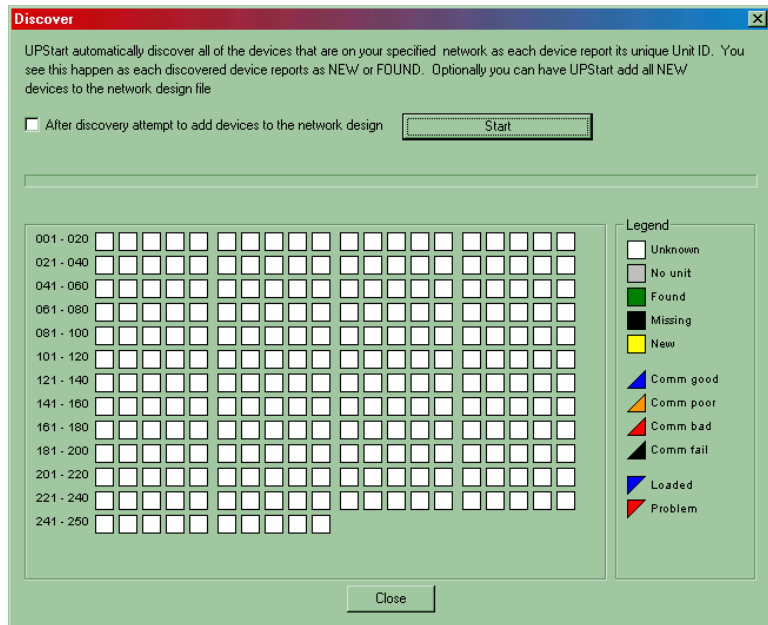 Discover
UPStart automatically discover all of the devices that are on your specified network as each device report its unique Unit ID. You
see this happen as each discovered device reports as NEW or FOUND. Optionally you can have UPStart add all NEW
devices to the network design file
After discovery attempt to add devices to the network design
Start
001 - 020
021 - 040
041 - 060
061 - 080
081 - 100
101 - 120
121 - 140
141 - 160
161 - 180
181 - 200
201 - 220
221 - 240
241 - 250
Legend
Unknown
No unit
Found
Missing
New
Comm good
Comm poor
Comm bad
Comm fail
Loaded
Problem
Close